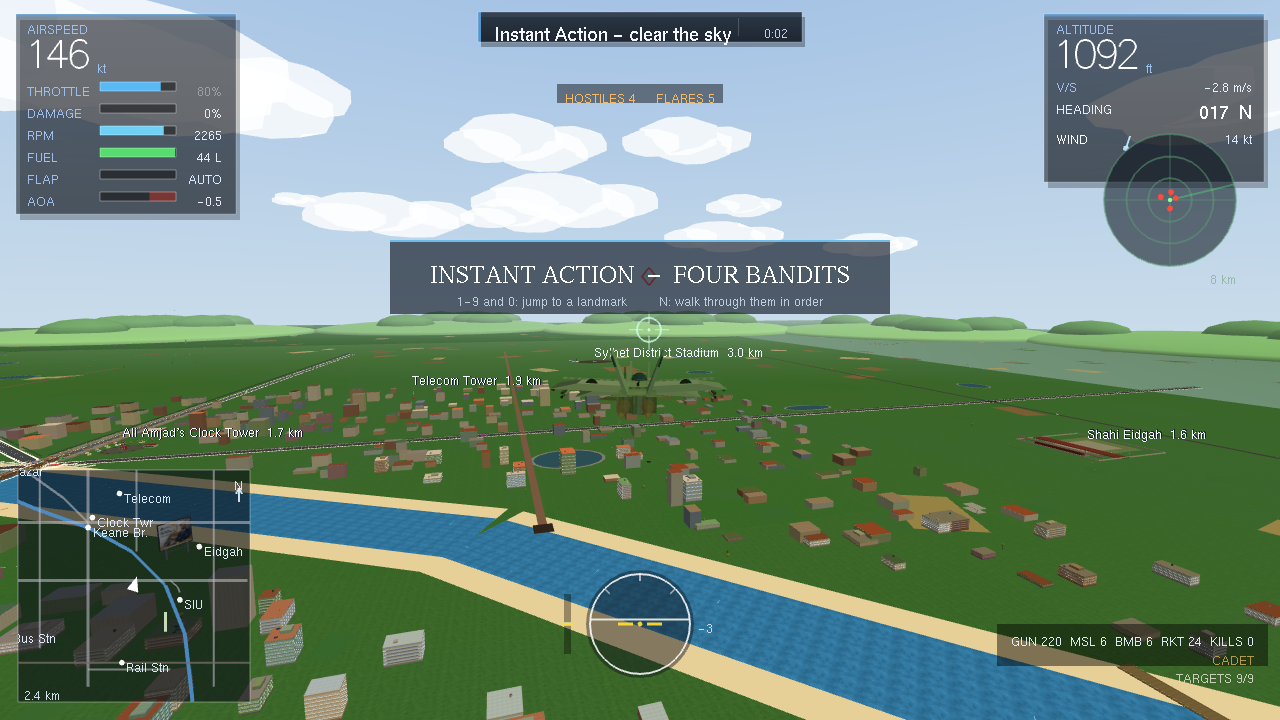 AIRSPEED
146 kt
THROTTLE 80%
DAMAGE 0%
RPM 2265
FUEL 44 L
FLAP AUTO
AOA -0.5
Instant Action – clear the sky 0:02
HOSTILES 4 FLARES 5
ALTITUDE
1092 ft
V/S -2.8 m/s
HEADING 017 N
WIND 14 kt
8 km
INSTANT ACTION – FOUR BANDITS
1-9 and 0: jump to a landmark N: walk through them in order
Sylhet District Stadium 3.0 km
Telecom Tower 1.9 km
Ali Amjad's Clock Tower 1.7 km
Shahi Eidgah 1.6 km
N
Telecom
Clock Twr
Keane Br.
Eidgah
SIU
Bus Stn
Rail Stn
2.4 km
-3
GUN 220 MSL 6 BMB 6 RKT 24 KILLS 0
CADET
TARGETS 9/9